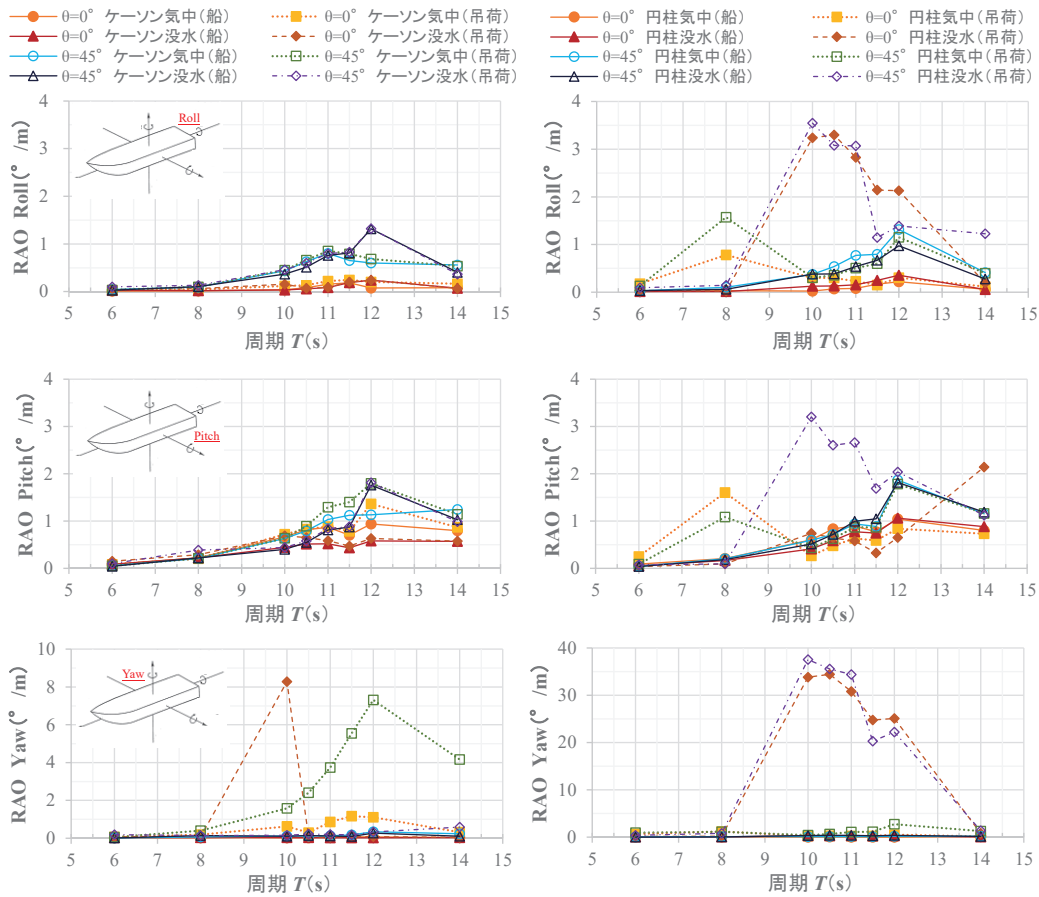 θ=0° ケーソン気中(船)
θ=0° ケーソン気中(吊荷)
θ=0° ケーソン没水(船)
θ=0° ケーソン没水(吊荷)
θ=45° ケーソン気中(船)
θ=45° ケーソン気中(吊荷)
θ=45° ケーソン没水(船)
θ=45° ケーソン没水(吊荷)
θ=0° 円柱気中(船)
θ=0° 円柱気中(吊荷)
θ=0° 円柱没水(船)
θ=0° 円柱没水(吊荷)
θ=45° 円柱気中(船)
θ=45° 円柱気中(吊荷)
θ=45° 円柱没水(船)
θ=45° 円柱没水(吊荷)
RAO Roll(°/m)
4
3
2
1
0
Roll
5 6 7 8 9 10 11 12 13 14 15
周期 T(s)
RAO Roll(°/m)
4
3
2
1
0
5 6 7 8 9 10 11 12 13 14 15
周期 T(s)
RAO Pitch(°/m)
4
3
2
1
0
Pitch
5 6 7 8 9 10 11 12 13 14 15
周期 T(s)
RAO Pitch(°/m)
4
3
2
1
0
5 6 7 8 9 10 11 12 13 14 15
周期 T(s)
RAO Yaw(°/m)
10
8
6
4
2
0
Yaw
5 6 7 8 9 10 11 12 13 14 15
周期 T(s)
RAO Yaw(°/m)
40
30
20
10
0
5 6 7 8 9 10 11 12 13 14 15
周期 T(s)